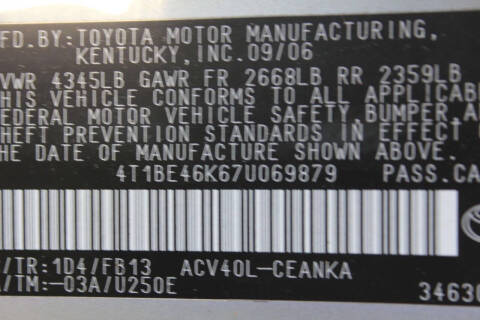 FD.BY:TOYOTA MOTOR MANUFACTURING,
KENTUCKY,INC.09/06
VWR 4345LB GAWR FR 2668LB RR 2359LB
HIS VEHICLE CONFORMS TO ALL APPLICABL
EDERAL MOTOR VEHICLE SAFETY,BUMPER, A
HEFT PREVENTION STANDARDS IN EFFECT
HE DATE OF MANUFACTURE SHOWN ABOVE.
4T1BE46K67U069879 PASS.CA
/TR:1D4/FB13 ACV40L-CEANKA
A/TM:-03A/U250E 34630